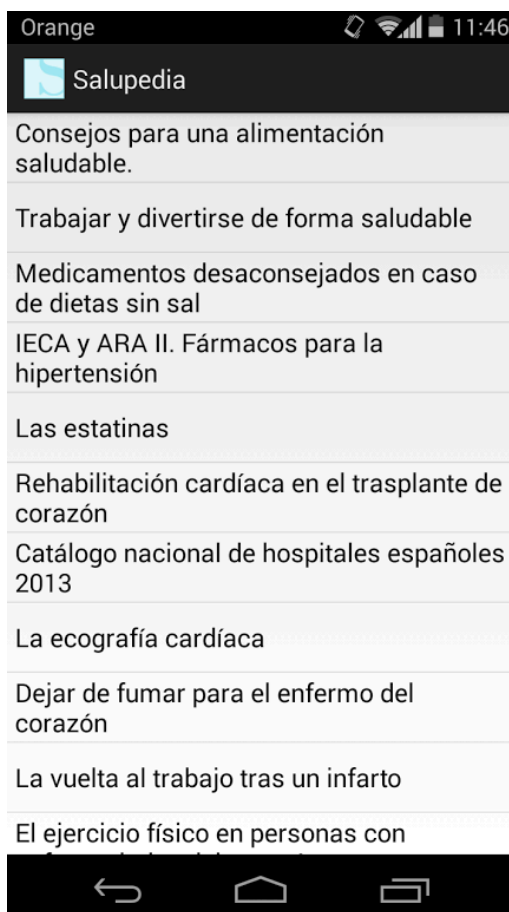 Orange 11:46
Salupedia
Consejos para una alimentación
saludable.
Trabajar y divertirse de forma saludable
Medicamentos desaconsejados en caso
de dietas sin sal
IECA y ARA II. Fármacos para la
hipertensión
Las estatinas
Rehabilitación cardíaca en el trasplante de
corazón
Catálogo nacional de hospitales españoles
2013
La ecografía cardíaca
Dejar de fumar para el enfermo del
corazón
La vuelta al trabajo tras un infarto
El ejercicio físico en personas con